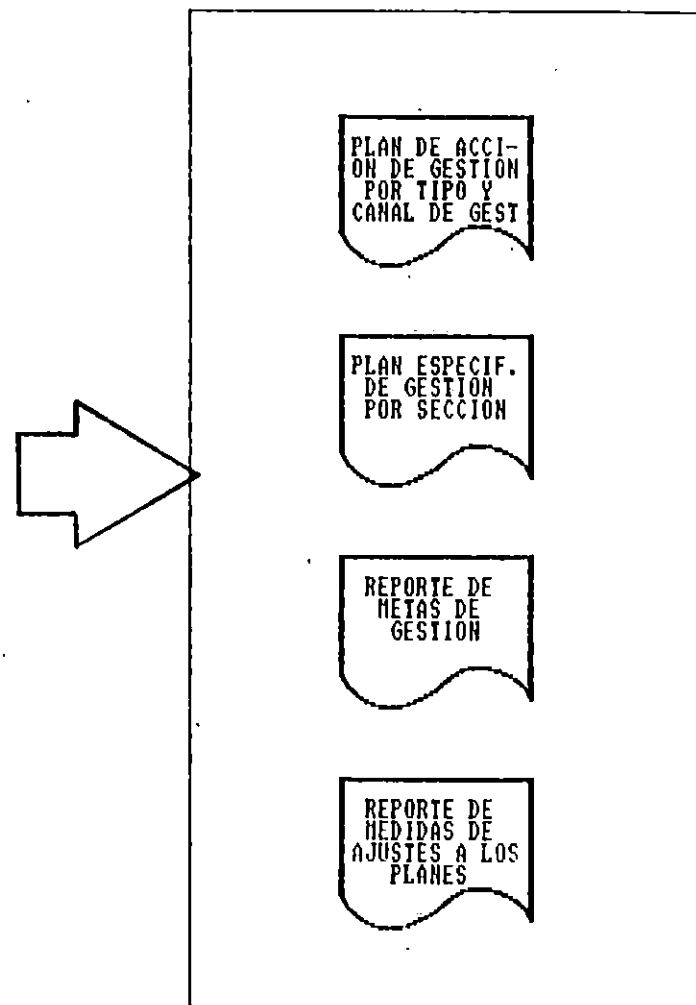 PLAN DE ACCI-
ON DE GESTION
POR TIPO Y
CANAL DE GEST
PLAN ESPECIF.
DE GESTION
POR SECCION
REPORTE DE
METAS DE
GESTION
REPORTE DE
MEDIDAS DE
AJUSTES A LOS
PLANES